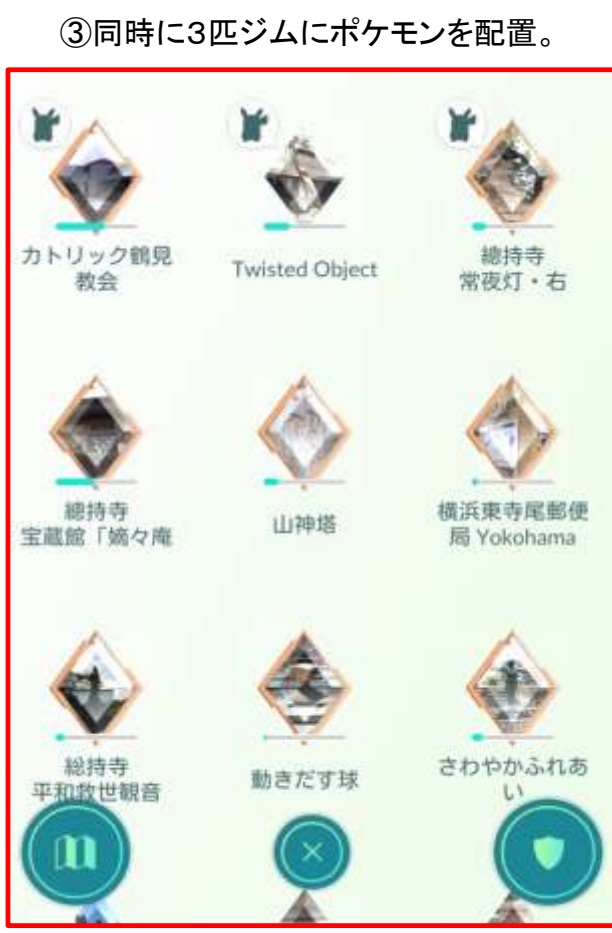 ③同時に３匹ジムにポケモンを配置。
カトリック鶴見
教会
Twisted Object
總持寺
常夜灯・右
總持寺
宝蔵館「嫡々庵
山神塔
横浜東寺尾郵便
局 Yokohama
総持寺
平和救世観音
動きだす球
さわやかふれあ
い